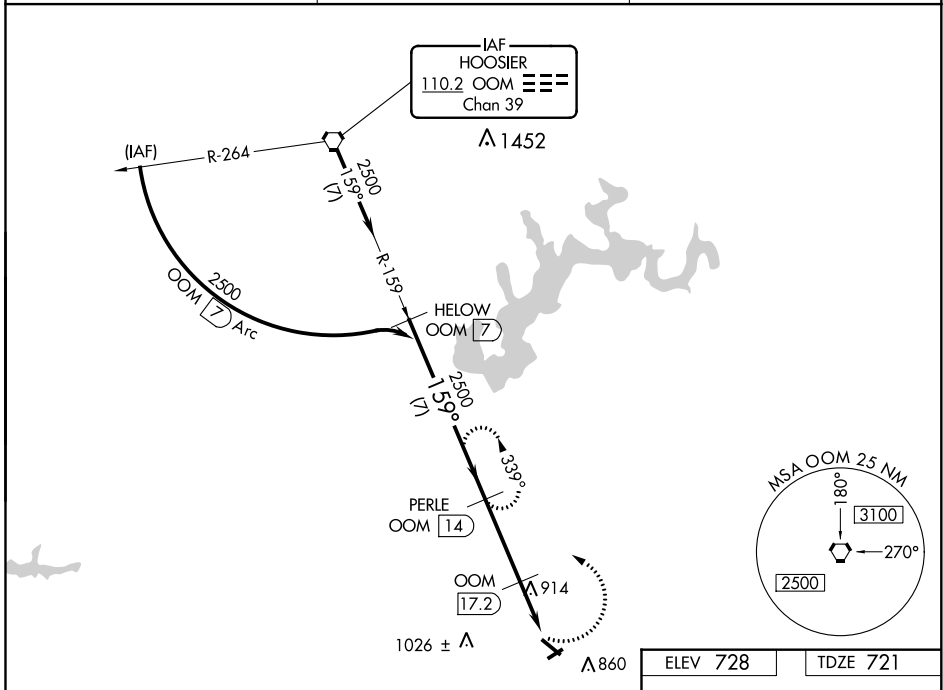 IAF
HOOSIER
110.2 OOM
Chan 39
1452
(IAF)
R-264
2500
159°
(7)
R-159
2500
OOM 7 Arc
HELOW
OOM 7
2500
159°
(7)
339°
PERLE
OOM 14
MSA OOM 25 NM
180°
3100
270°
2500
OOM
17.2
914
1026 ±
860
ELEV 728
TDZE 721